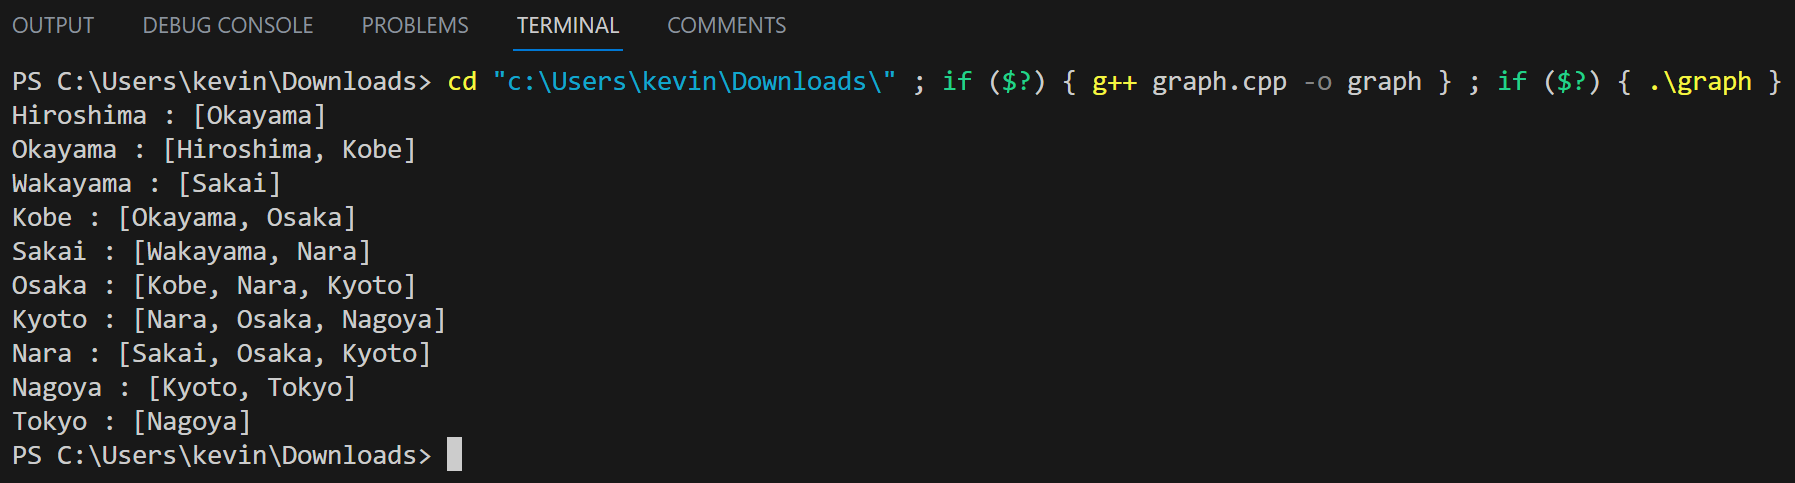 OUTPUT DEBUG CONSOLE PROBLEMS TERMINAL COMMENTS
PS C:\Users\kevin\Downloads> cd "c:\Users\kevin\Downloads\" ; if ($?) { g++ graph.cpp -o graph } ; if ($?) { .\graph }
Hiroshima : [Okayama]
Okayama : [Hiroshima, Kobe]
Wakayama : [Sakai]
Kobe : [Okayama, Osaka]
Sakai : [Wakayama, Nara]
Osaka : [Kobe, Nara, Kyoto]
Kyoto : [Nara, Osaka, Nagoya]
Nara : [Sakai, Osaka, Kyoto]
Nagoya : [Kyoto, Tokyo]
Tokyo : [Nagoya]
PS C:\Users\kevin\Downloads>